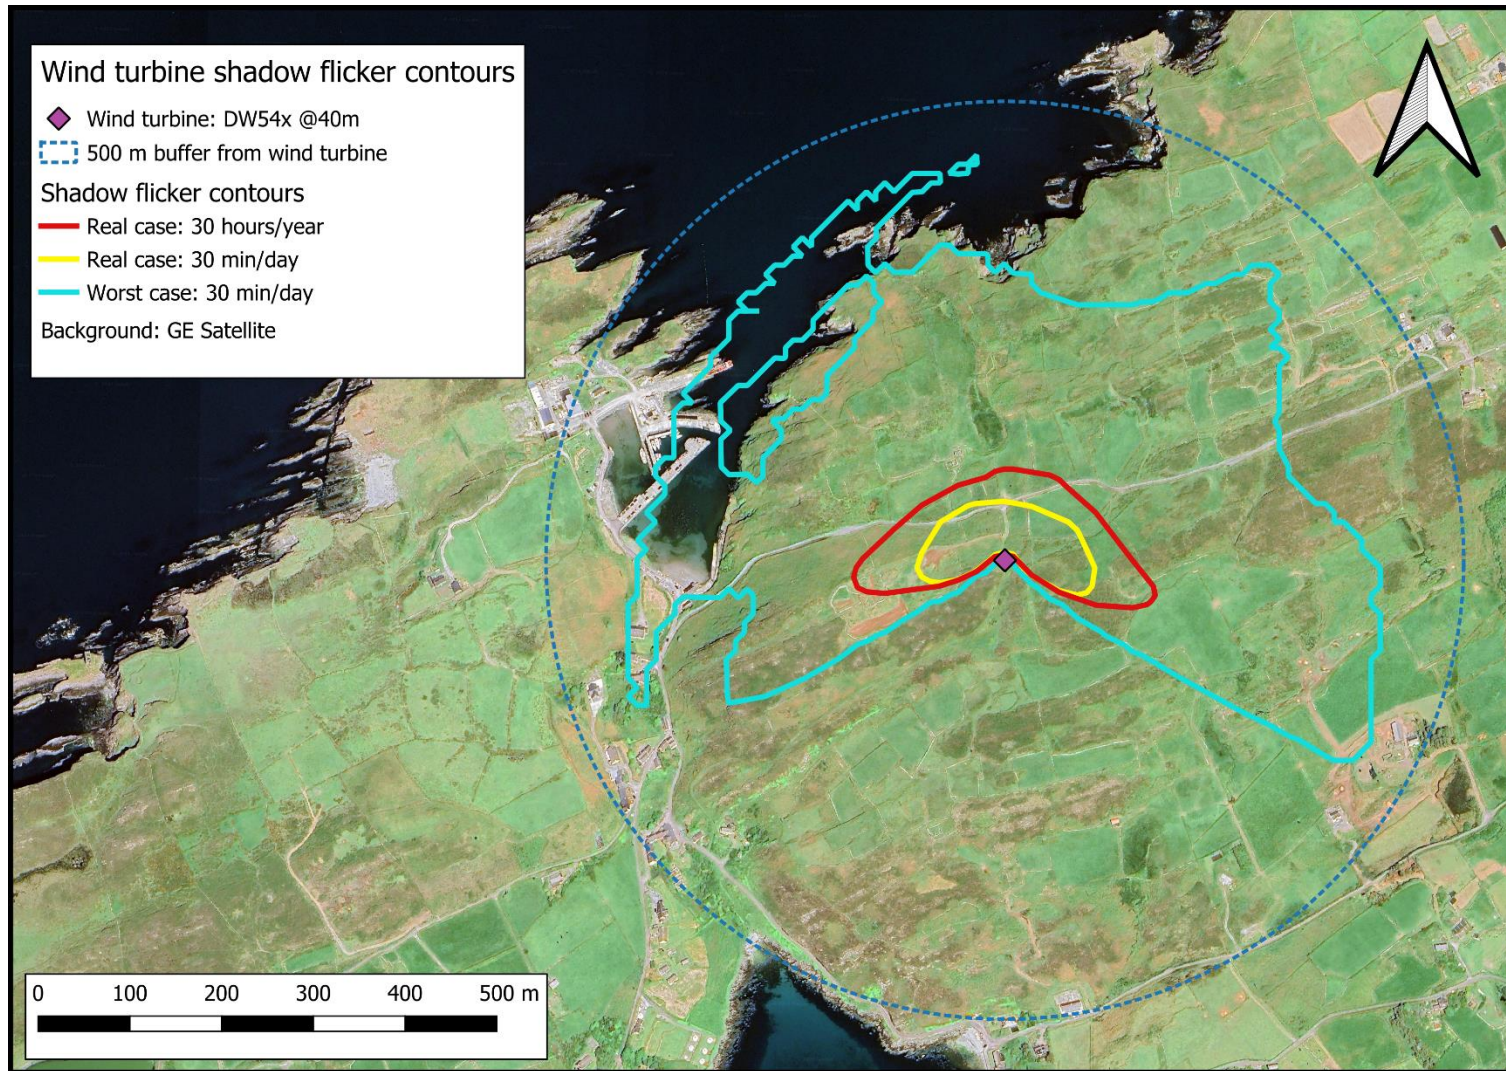 Wind turbine shadow flicker contours
Wind turbine: DW54x @40m
500 m buffer from wind turbine
Shadow flicker contours
Real case: 30 hours/year
Real case: 30 min/day
Worst case: 30 min/day
Background: GE Satellite
0 100 200 300 400 500 m